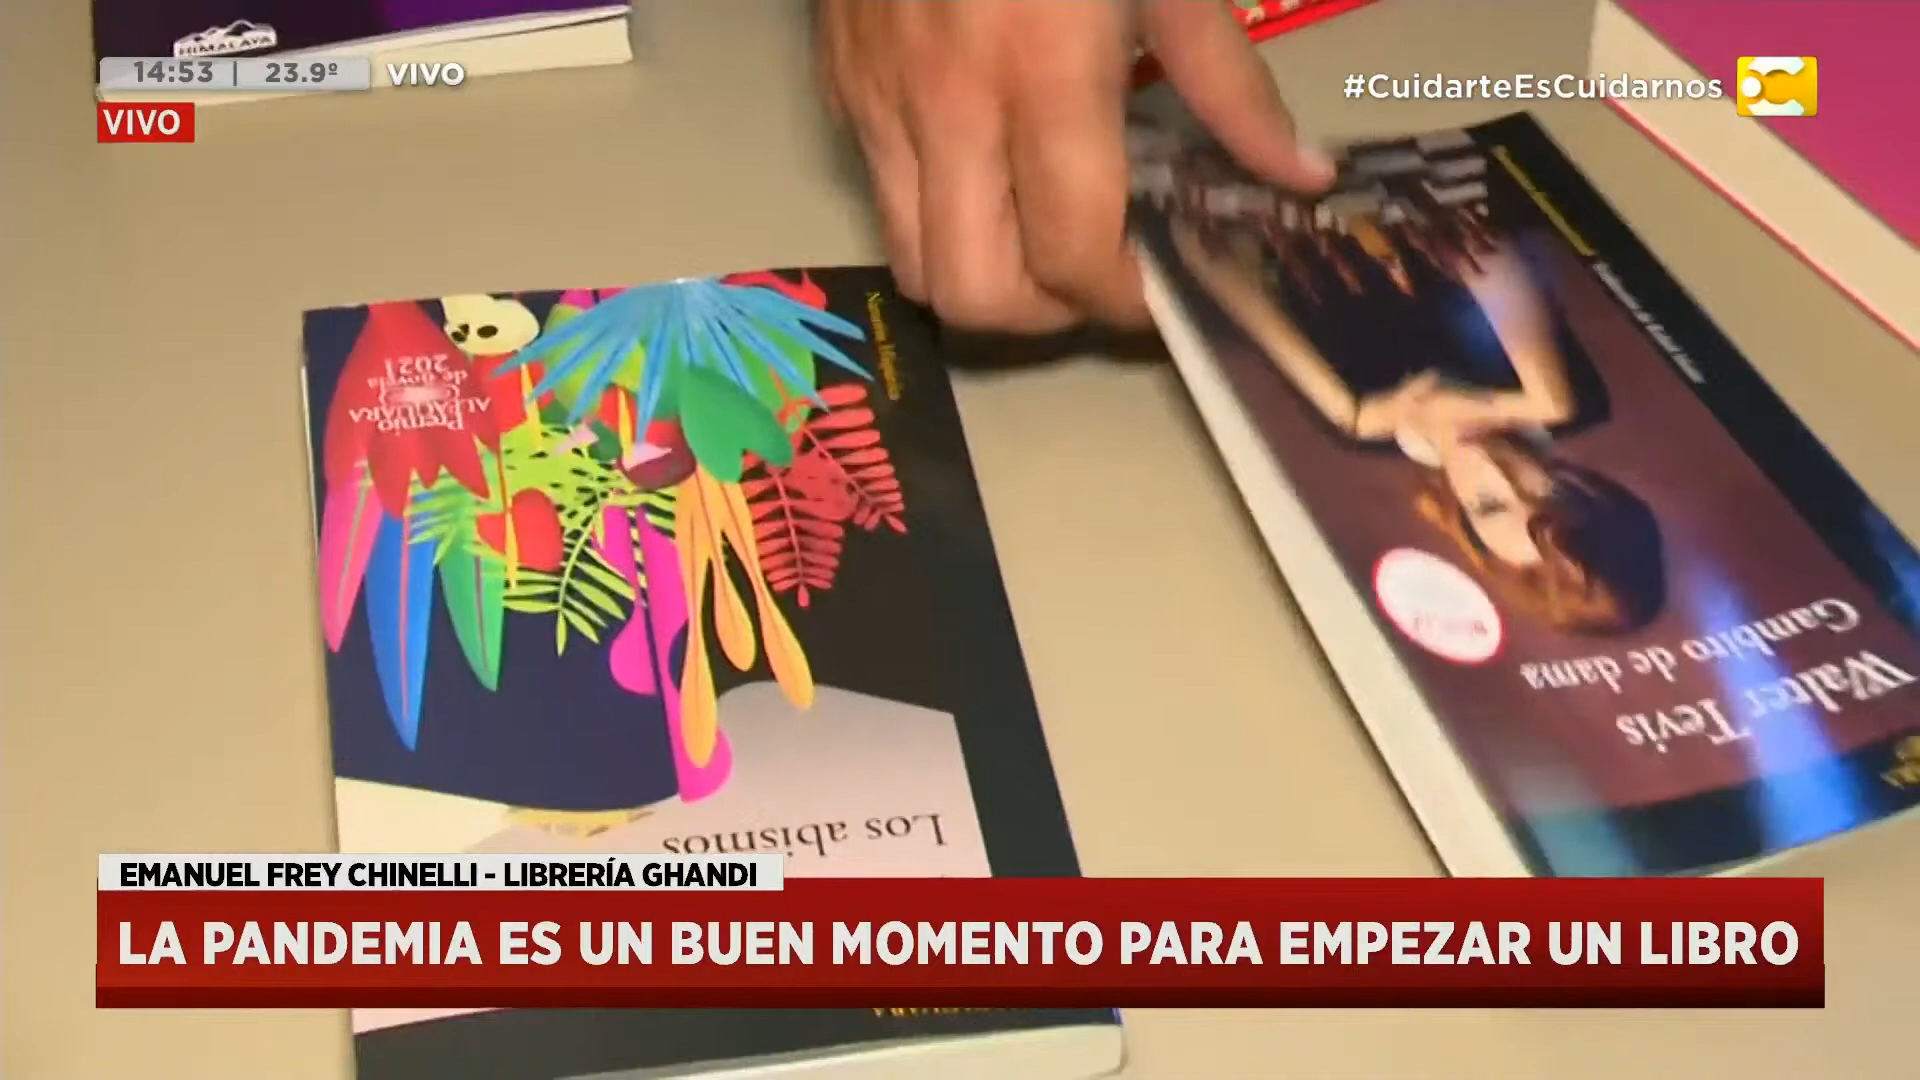 HIMALAYA
14:53 | 23.9º VIVO
VIVO
#CuidarteEsCuidarnos
Premio
ALFAGUARA
de novela
2021
Los abismos
Walter Tevis
Gambito de dama
EMANUEL FREY CHINELLI - LIBRERÍA GHANDI
LA PANDEMIA ES UN BUEN MOMENTO PARA EMPEZAR UN LIBRO